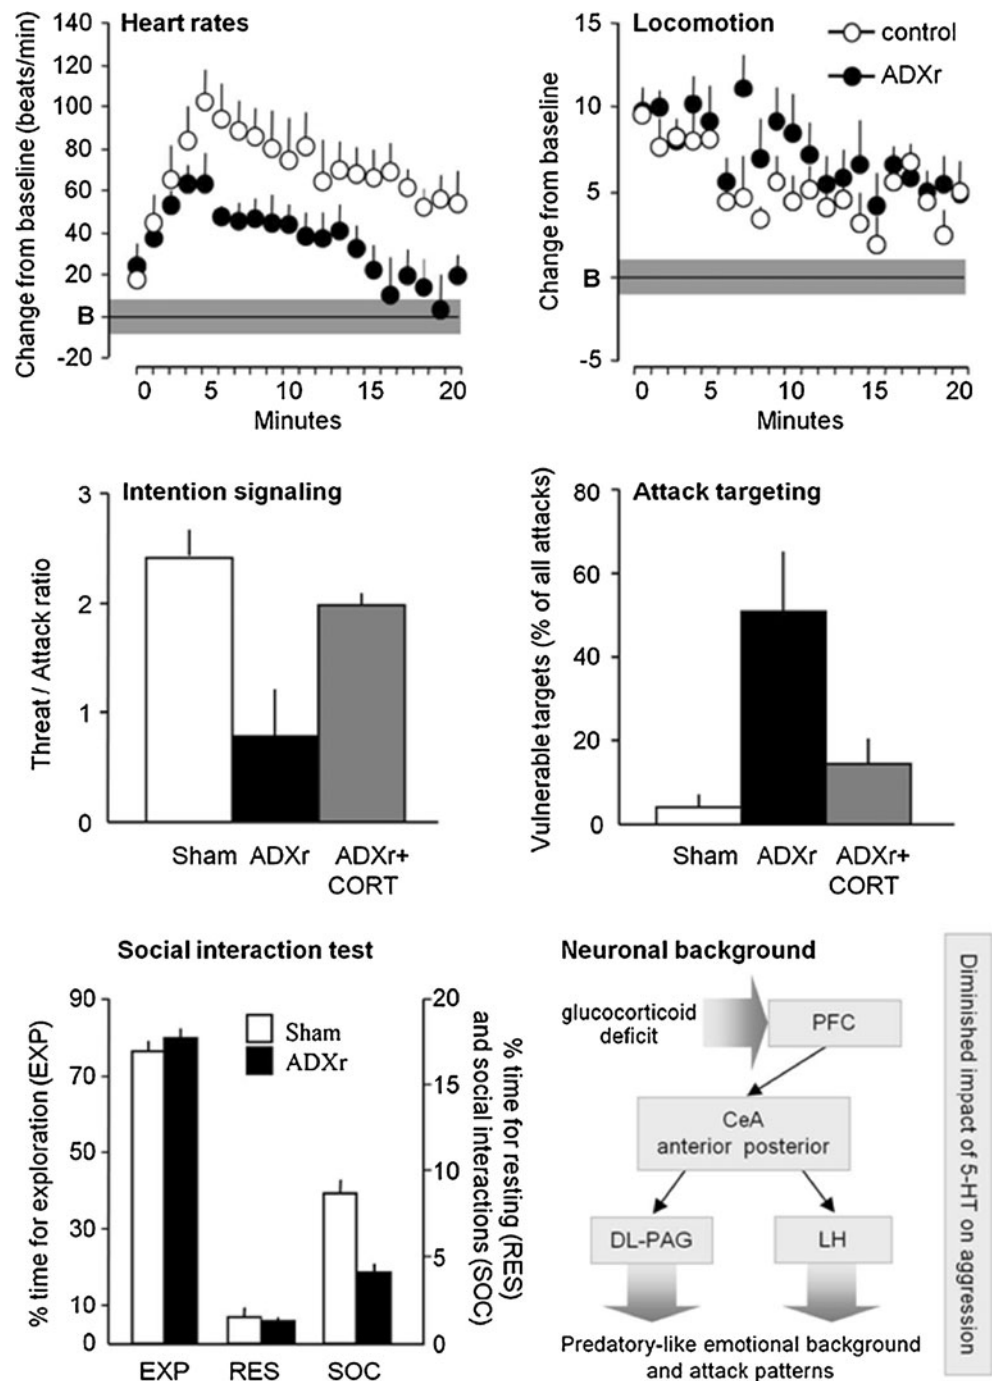 Heart rates
Change from baseline (beats/min)
140
120
100
80
60
40
20
B
-20
0
5
10
15
20
Minutes
Locomotion
control
ADXr
Change from baseline
15
10
5
B
-5
0
5
10
15
20
Minutes
Intention signaling
Threat / Attack ratio
3
2
1
0
Sham
ADXr
ADXr+
CORT
Attack targeting
Vulnerable targets (% of all attacks)
80
60
40
20
0
Sham
ADXr
ADXr+
CORT
Social interaction test
% time for exploration (EXP)
90
70
50
30
10
0
Sham
ADXr
20
15
10
5
0
% time for resting (RES)
and social interactions (SOC)
EXP
RES
SOC
Neuronal background
glucocorticoid
deficit
PFC
CeA
anterior posterior
DL-PAG
LH
Predatory-like emotional background
and attack patterns
Diminished impact of 5-HT on aggression